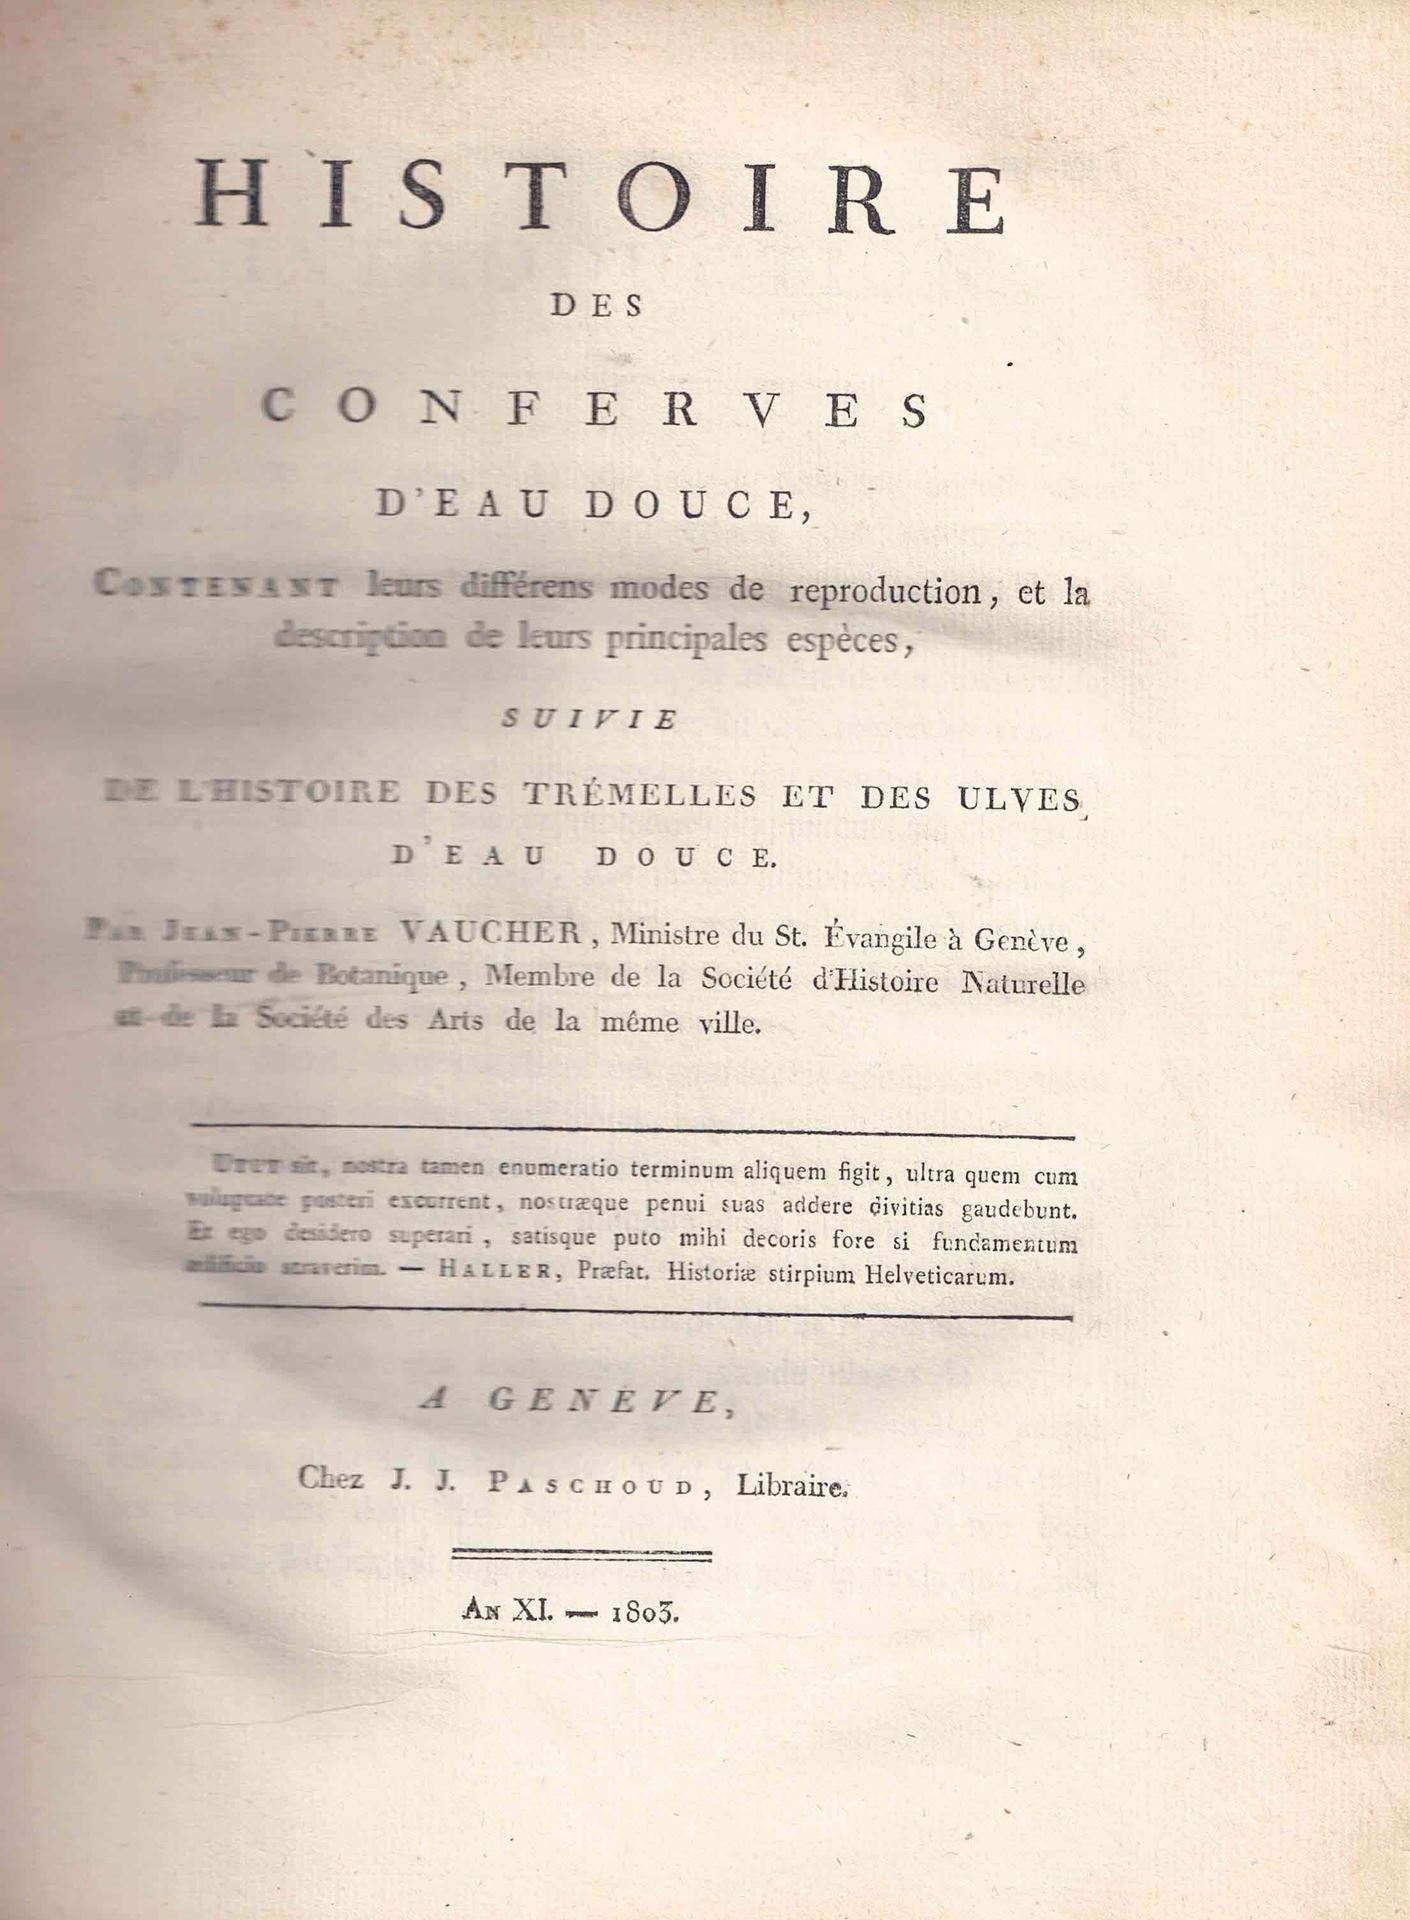 HISTOIRE
DES
CONFERVES
D'EAU DOUCE,
CONTENANT leurs différens modes de reproduction, et la
description de leurs principales espèces,
SUIVIE
DE L'HISTOIRE DES TRÉMELLES ET DES ULVES,
D'EAU DOUCE.
PAR JEAN-PIERRE VAUCHER, Ministre du St. Évangile à Genève,
Professeur de Botanique, Membre de la Société d'Histoire Naturelle
et de la Société des Arts de la même ville.
UTUT sit, nostra tamen enumeratio terminum aliquem figit, ultra quem cum
voluptate posteri excurrent, nostræque penui suas addere divitias gaudebunt.
Et ego desidero superari, satisque puto mihi decoris fore si fundamentum
ædificio straverim. — HALLER, Præfat. Historiæ stirpium Helveticarum.
A GENÈVE,
Chez J. J. PASCHOUD, Libraire.
AN XI. — 1803.